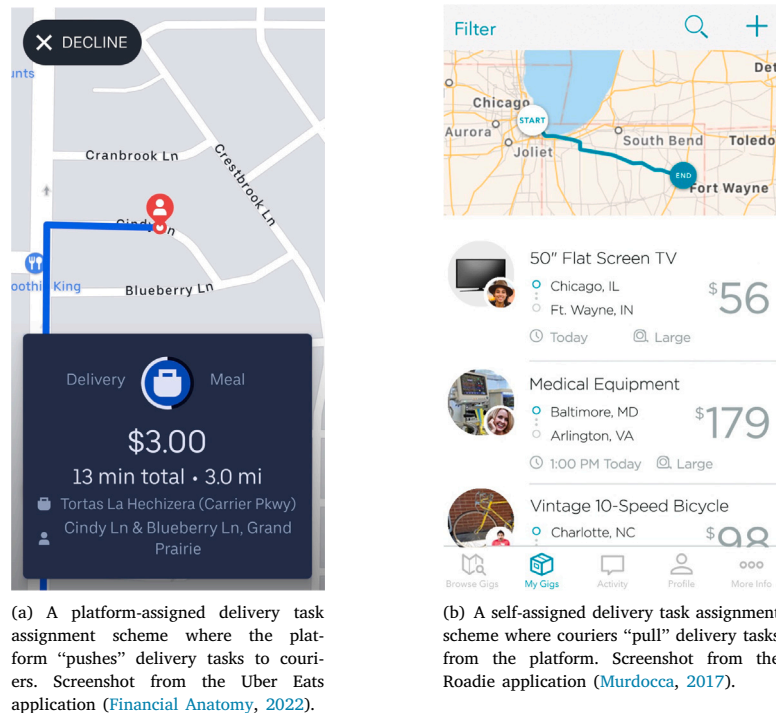 × DECLINE
unts
Cranbrook Ln
Crestbrook Ln
Cindy Ln
King
Blueberry Ln
Delivery Meal
$3.00
13 min total • 3.0 mi
Tortas La Hechizera (Carrier Pkwy)
Cindy Ln & Blueberry Ln, Grand
Prairie
(a) A platform-assigned delivery task
assignment scheme where the plat-
form “pushes” delivery tasks to couri-
ers. Screenshot from the Uber Eats
application (Financial Anatomy, 2022).
Filter
Det
Chicago
START
Aurora
Joliet
South Bend
Toledo
END
Fort Wayne
50" Flat Screen TV
Chicago, IL
$56
Ft. Wayne, IN
Today Large
Medical Equipment
Baltimore, MD
$179
Arlington, VA
1:00 PM Today Large
Vintage 10-Speed Bicycle
Charlotte, NC
$98
Browse Gigs My Gigs Activity Profile More Info
(b) A self-assigned delivery task assignment
scheme where couriers “pull” delivery tasks
from the platform. Screenshot from the
Roadie application (Murdocca, 2017).